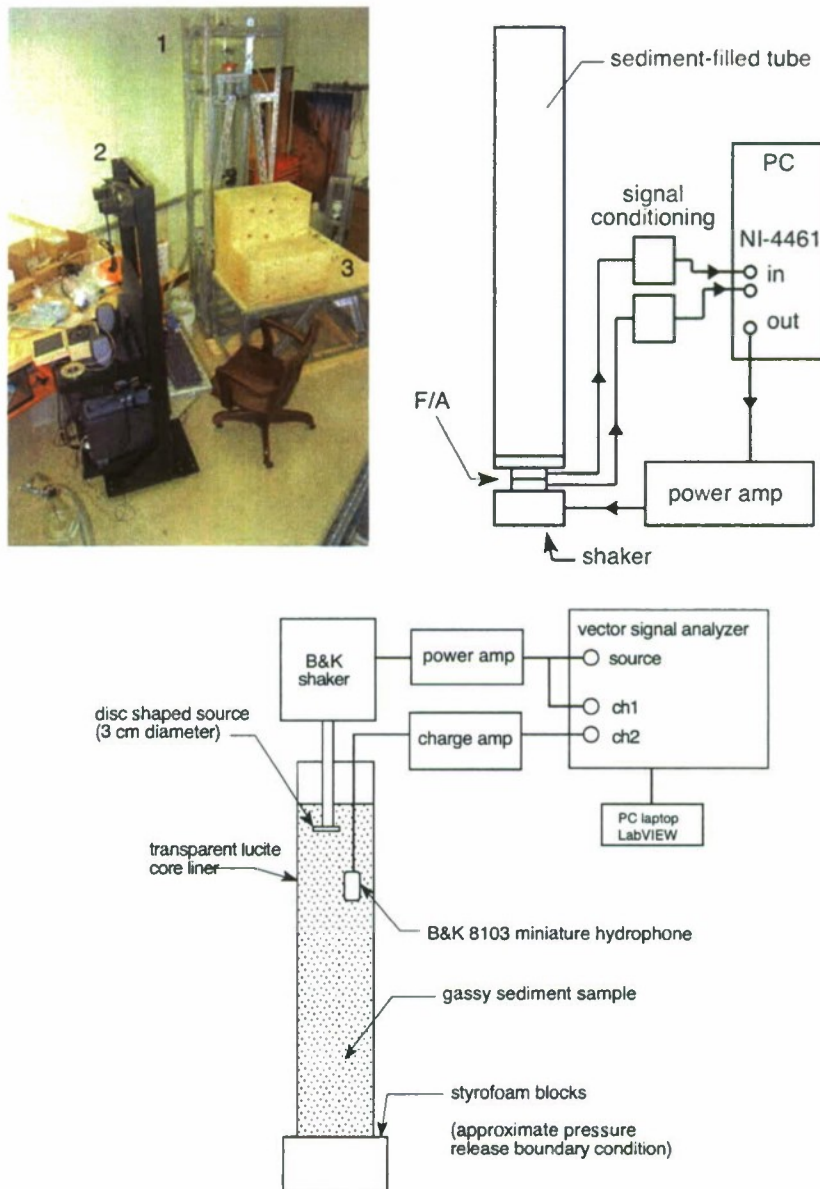 1
2
3
sediment-filled tube
PC
signal
conditioning
NI-4461
in
out
F/A
power amp
shaker
B&K
shaker
power amp
vector signal analyzer
source
ch1
ch2
disc shaped source
(3 cm diameter)
charge amp
PC laptop
LabVIEW
transparent lucite
core liner
B&K 8103 miniature hydrophone
gassy sediment sample
styrofoam blocks
(approximate pressure
release boundary condition)